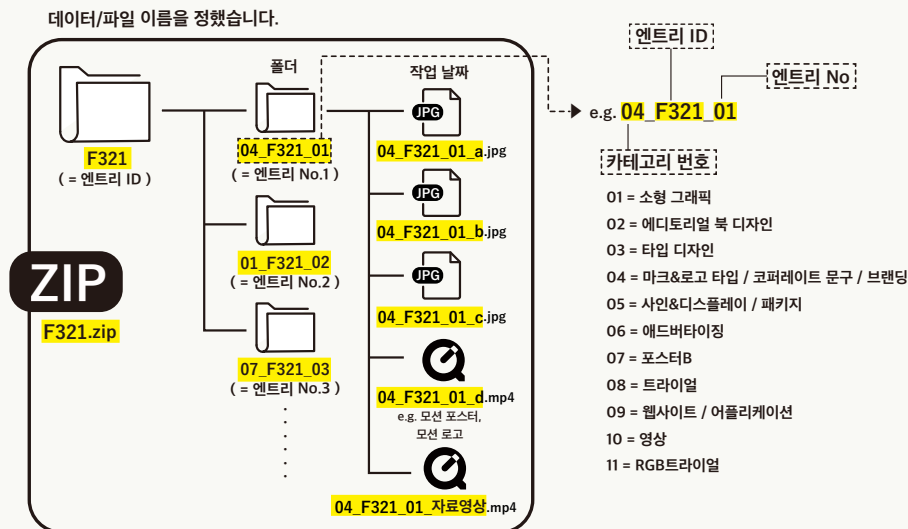 데이터/파일 이름을 정했습니다.
ZIP
F321.zip
F321
( = 엔트리 ID )
폴더
04_F321_01
( = 엔트리 No.1 )
01_F321_02
( = 엔트리 No.2 )
07_F321_03
( = 엔트리 No.3 )
작업 날짜
JPG
04_F321_01_a.jpg
JPG
04_F321_01_b.jpg
JPG
04_F321_01_c.jpg
04_F321_01_d.mp4
e.g. 모션 포스터,
모션 로고
04_F321_01_자료영상.mp4
엔트리 ID
엔트리 No
e.g. 04_F321_01
카테고리 번호
01 = 소형 그래픽
02 = 에디토리얼 북 디자인
03 = 타입 디자인
04 = 마크&로고 타입 / 코퍼레이트 문구 / 브랜딩
05 = 사인&디스플레이 / 패키지
06 = 애드버타이징
07 = 포스터B
08 = 트라이얼
09 = 웹사이트 / 어플리케이션
10 = 영상
11 = RGB트라이얼